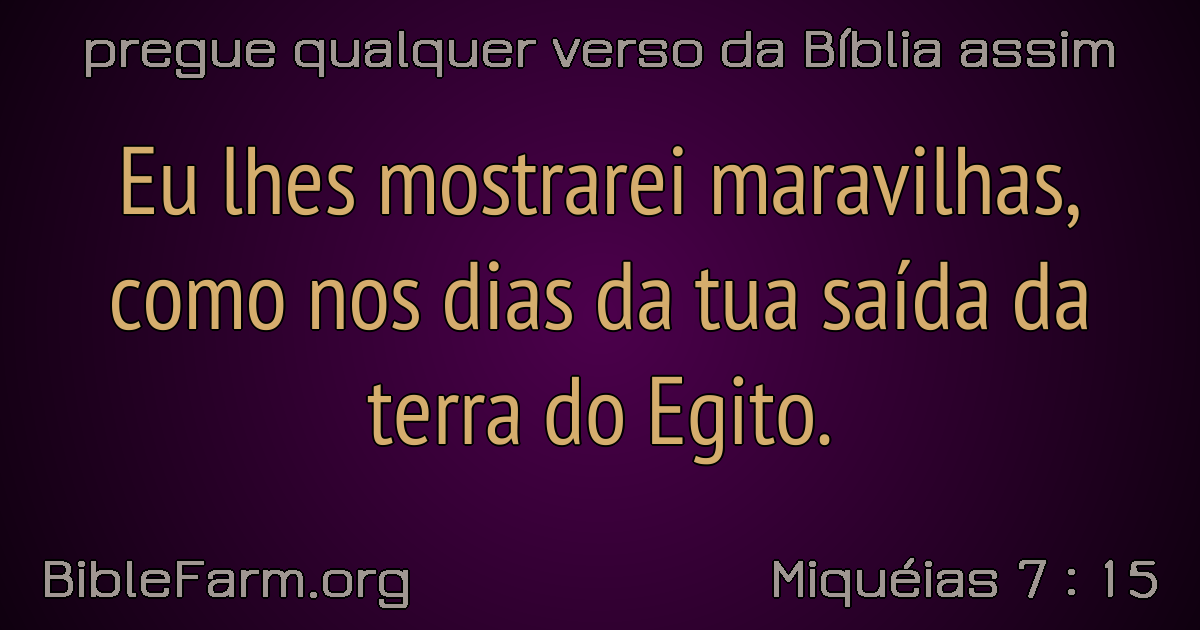 pregue qualquer verso da Bíblia assim
Eu lhes mostrarei maravilhas,
como nos dias da tua saída da
terra do Egito.
BibleFarm.org
Miquéias 7 : 15